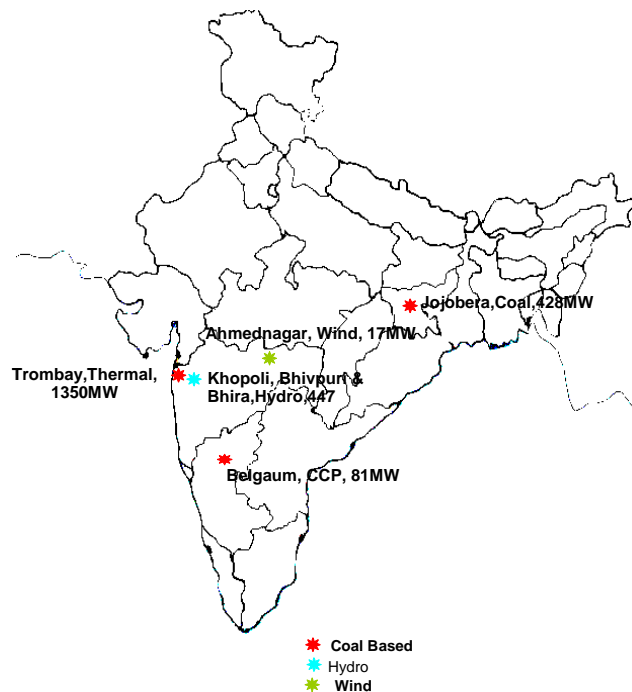 Jojobera,Coal,428MW
Ahmednagar, Wind, 17MW
Trombay,Thermal,
1350MW
Khopoli, Bhivpuri &
Bhira,Hydro,447
Belgaum, CCP, 81MW
Coal Based
Hydro
Wind